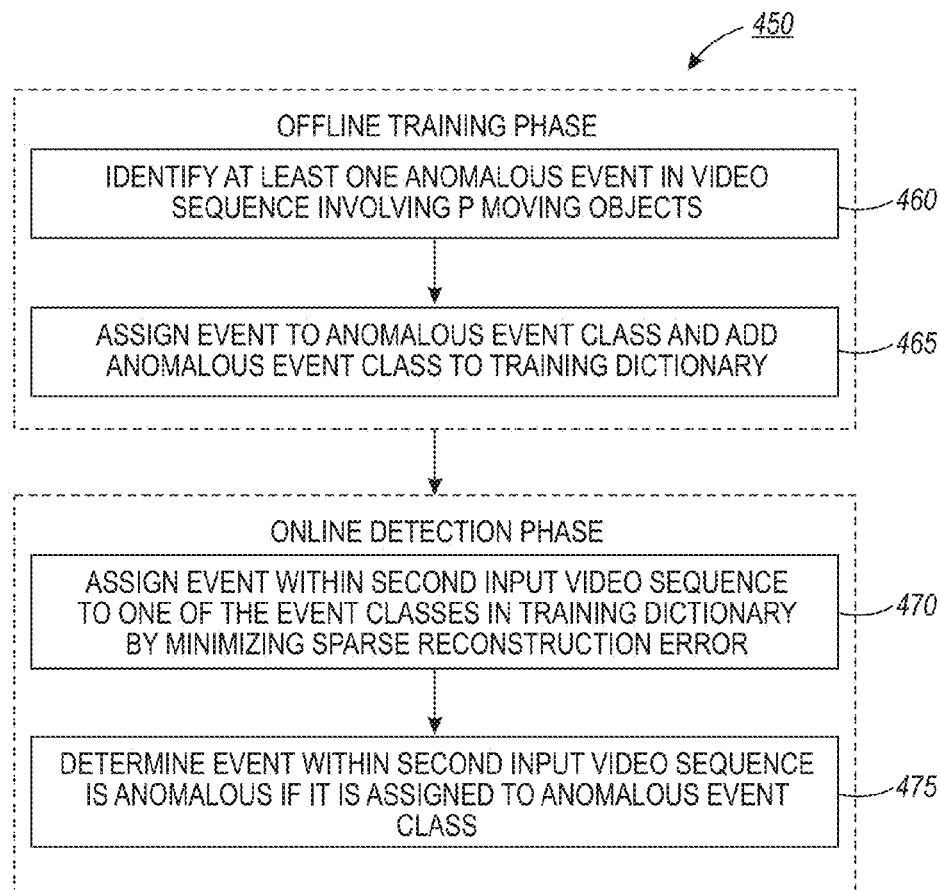 450
OFFLINE TRAINING PHASE
IDENTIFY AT LEAST ONE ANOMALOUS EVENT IN VIDEO
SEQUENCE INVOLVING P MOVING OBJECTS
460
ASSIGN EVENT TO ANOMALOUS EVENT CLASS AND ADD
ANOMALOUS EVENT CLASS TO TRAINING DICTIONARY
465
ONLINE DETECTION PHASE
ASSIGN EVENT WITHIN SECOND INPUT VIDEO SEQUENCE
TO ONE OF THE EVENT CLASSES IN TRAINING DICTIONARY
BY MINIMIZING SPARSE RECONSTRUCTION ERROR
470
DETERMINE EVENT WITHIN SECOND INPUT VIDEO SEQUENCE
IS ANOMALOUS IF IT IS ASSIGNED TO ANOMALOUS EVENT
CLASS
475